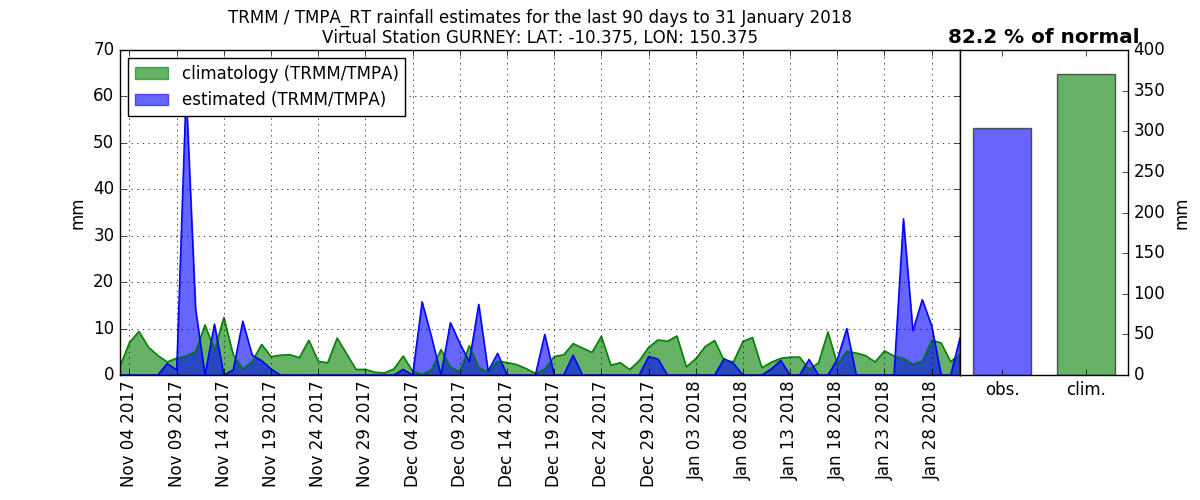 TRMM / TMPA_RT rainfall estimates for the last 90 days to 31 January 2018
Virtual Station GURNEY: LAT: -10.375, LON: 150.375
82.2 % of normal
climatology (TRMM/TMPA)
estimated (TRMM/TMPA)
70
60
50
40
30
20
10
0
mm
Nov 04 2017
Nov 09 2017
Nov 14 2017
Nov 19 2017
Nov 24 2017
Nov 29 2017
Dec 04 2017
Dec 09 2017
Dec 14 2017
Dec 19 2017
Dec 24 2017
Dec 29 2017
Jan 03 2018
Jan 08 2018
Jan 13 2018
Jan 18 2018
Jan 23 2018
Jan 28 2018
obs.
clim.
400
350
300
250
200
150
100
50
0
mm